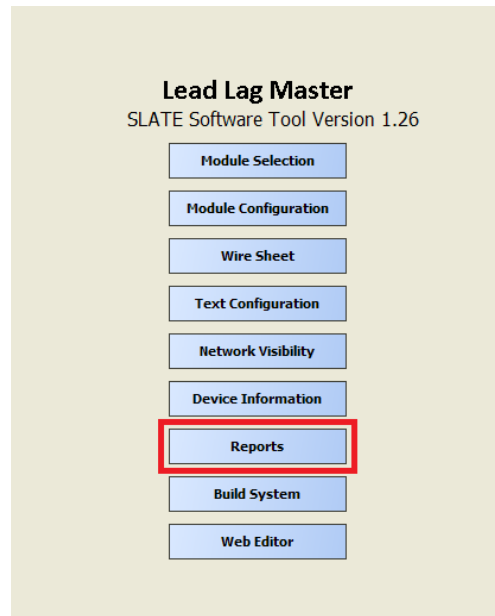 Lead Lag Master
SLATE Software Tool Version 1.26
Module Selection
Module Configuration
Wire Sheet
Text Configuration
Network Visibility
Device Information
Reports
Build System
Web Editor